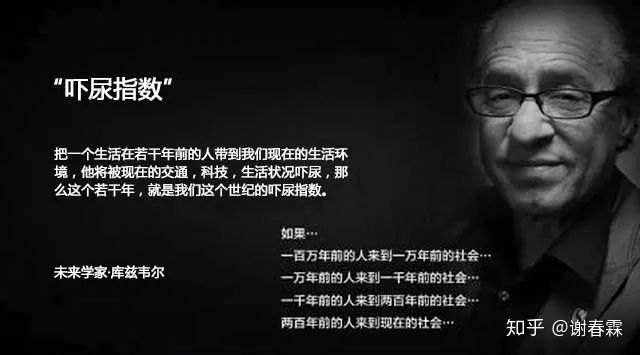 “吓尿指数”
把一个生活在若干年前的人带到我们现在的生活环
境，他将被现在的交通，科技，生活状况吓尿，那
么这个若干年，就是我们这个世纪的吓尿指数。
未来学家·库兹韦尔
如果…
一百万年前的人来到一万年前的社会…
一万年前的人来到一千年前的社会…
一千年前的人来到两百年前的社会…
两百年前的人来到现在的社会…
知乎 @谢春霖